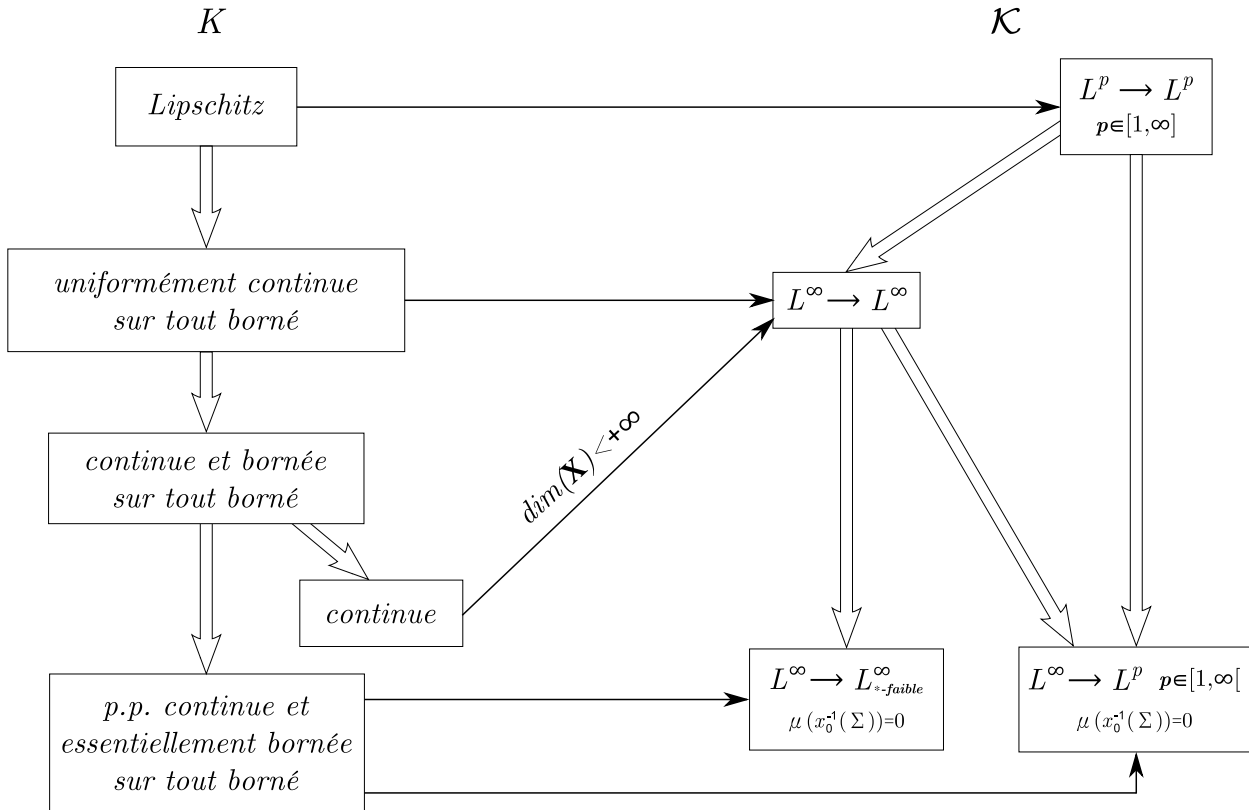 K
𝒦
Lipschitz
L^p ⟶ L^p
p∈[1,∞]
uniformément continue
sur tout borné
L^∞ ⟶ L^∞
continue et bornée
sur tout borné
dim(X)<+∞
continue
p.p. continue et
essentiellement bornée
sur tout borné
L^∞ ⟶ L^∞_{*-faible}
μ(x_0^{-1}(Σ))=0
L^∞ ⟶ L^p p∈[1,∞[
μ(x_0^{-1}(Σ))=0